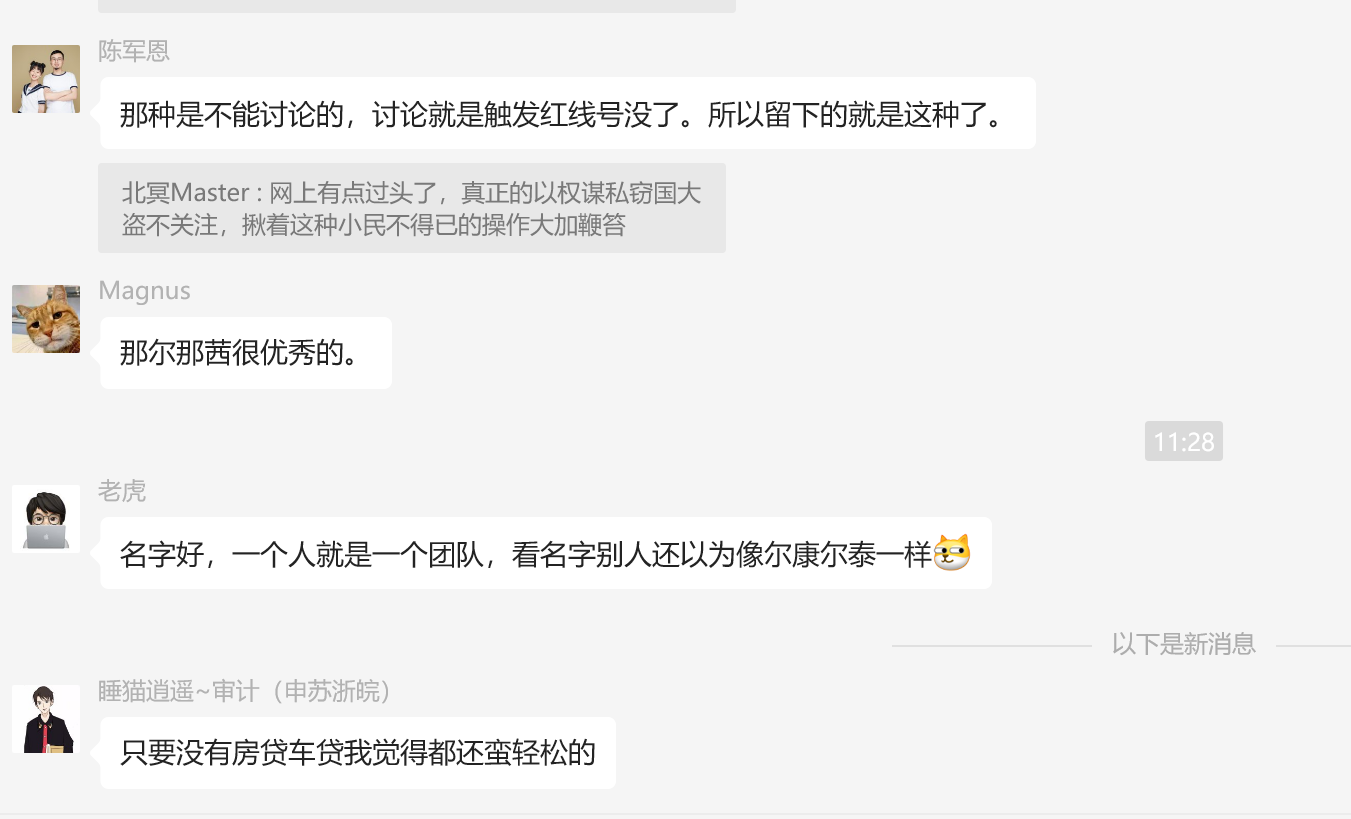 陈军恩
那种是不能讨论的，讨论就是触发红线号没了。所以留下的就是这种了。
北冥Master : 网上有点过头了，真正的以权谋私窃国大
盗不关注，揪着这种小民不得已的操作大加鞭笞
Magnus
那尔那茜很优秀的。
11:28
老虎
名字好，一个人就是一个团队，看名字别人还以为像尔康尔泰一样
以下是新消息
睡猫逍遥~审计（申苏浙皖）
只要没有房贷车贷我觉得都还蛮轻松的